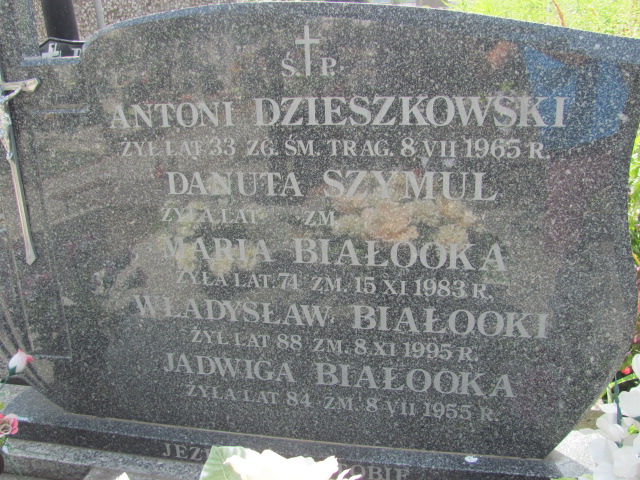 Ś. P.
ANTONI DZIESZKOWSKI
ŻYŁ LAT 33 ZG. ŚM. TRAG. 8 VII 1965 R.
DANUTA SZYMUL
ŻYŁA LAT ZM
MARIA BIAŁOOKA
ŻYŁA LAT 74 ZM. 15 XI 1983 R.
WŁADYSŁAW BIAŁOOKI
ŻYŁ LAT 88 ZM. 8 XI 1995 R.
JADWIGA BIAŁOOKA
ŻYŁA LAT 84 ZM. 8 VII 1955 R.
TOBIE